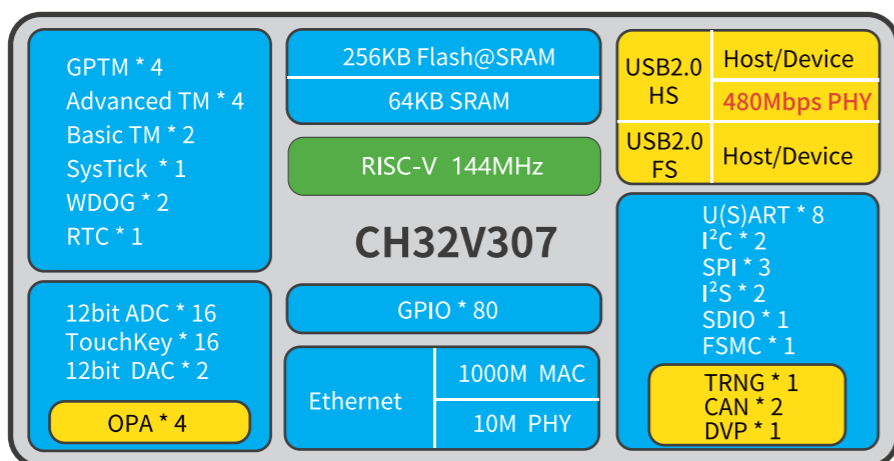 GPTM * 4
Advanced TM * 4
Basic TM * 2
SysTick * 1
WDOG * 2
RTC * 1
12bit ADC * 16
TouchKey * 16
12bit DAC * 2
OPA * 4
256KB Flash@SRAM
64KB SRAM
RISC-V 144MHz
CH32V307
GPIO * 80
Ethernet
1000M MAC
10M PHY
USB2.0
HS
Host/Device
480Mbps PHY
USB2.0
FS
Host/Device
U(S)ART * 8
I²C * 2
SPI * 3
I²S * 2
SDIO * 1
FSMC * 1
TRNG * 1
CAN * 2
DVP * 1